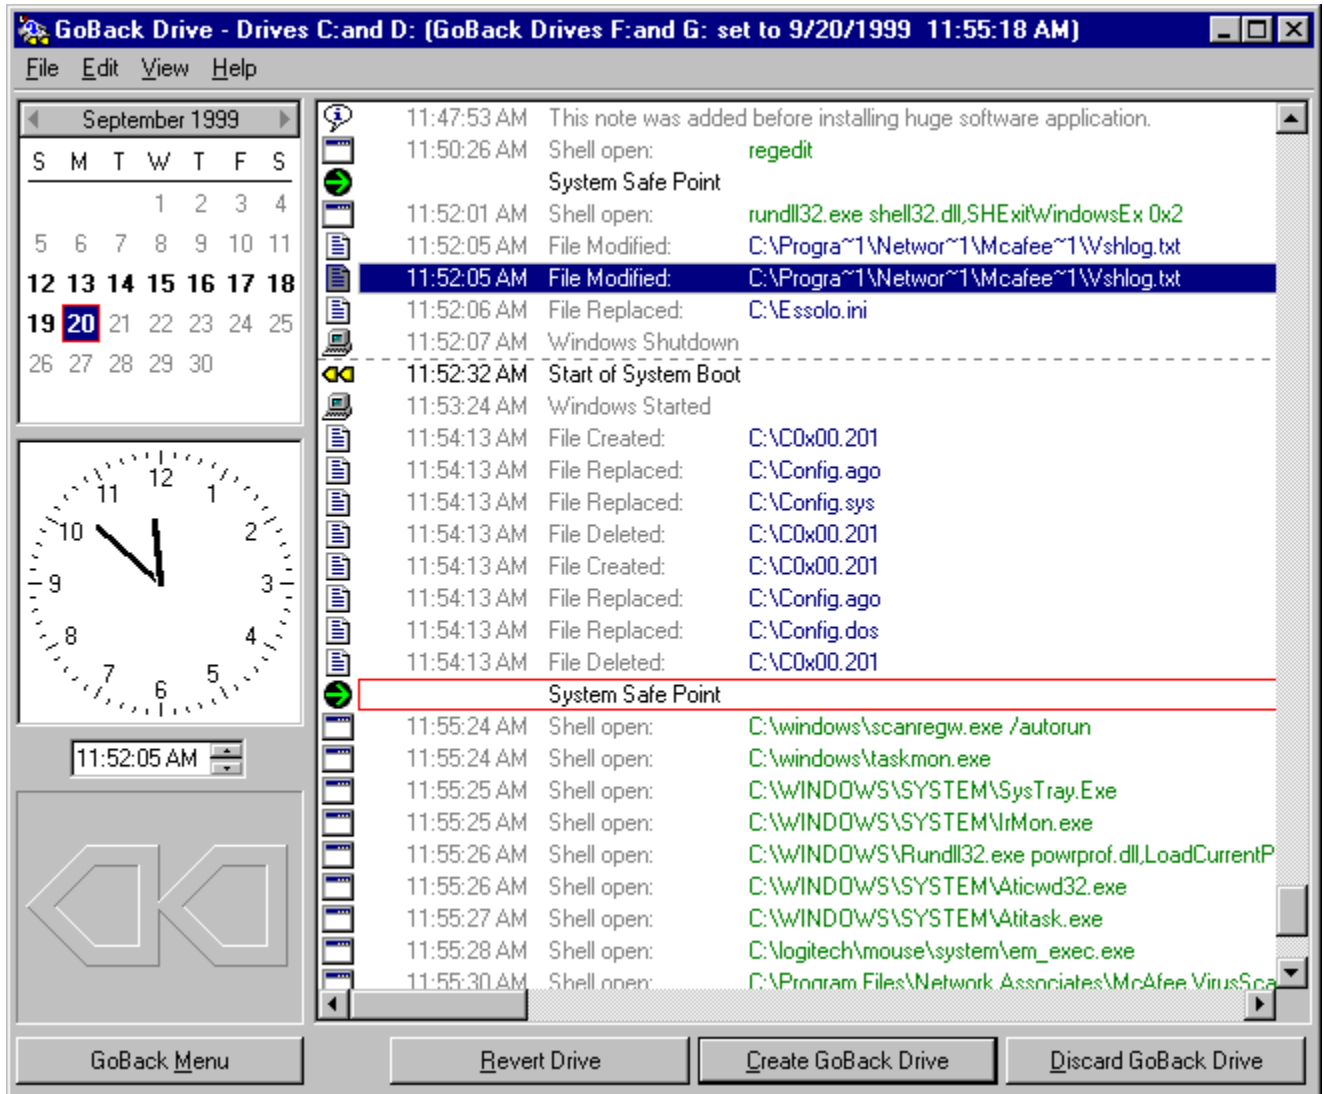 GoBack Drive - Drives C:and D: (GoBack Drives F:and G: set to 9/20/1999  11:55:18 AM)
File Edit View Help
September 1999
S M T W T F S
1 2 3 4
5 6 7 8 9 10 11
12 13 14 15 16 17 18
19 20 21 22 23 24 25
26 27 28 29 30
12
1
2
3
4
5
6
7
8
9
10
11
11:52:05 AM
11:47:53 AM This note was added before installing huge software application.
11:50:26 AM Shell open: regedit
System Safe Point
11:52:01 AM Shell open: rundll32.exe shell32.dll,SHExitWindowsEx 0x2
11:52:05 AM File Modified: C:\Progra~1\Networ~1\Mcafee~1\Vshlog.txt
11:52:05 AM File Modified: C:\Progra~1\Networ~1\Mcafee~1\Vshlog.txt
11:52:06 AM File Replaced: C:\Essolo.ini
11:52:07 AM Windows Shutdown
11:52:32 AM Start of System Boot
11:53:24 AM Windows Started
11:54:13 AM File Created: C:\C0x00.201
11:54:13 AM File Replaced: C:\Config.ago
11:54:13 AM File Replaced: C:\Config.sys
11:54:13 AM File Deleted: C:\C0x00.201
11:54:13 AM File Created: C:\C0x00.201
11:54:13 AM File Replaced: C:\Config.ago
11:54:13 AM File Replaced: C:\Config.dos
11:54:13 AM File Deleted: C:\C0x00.201
System Safe Point
11:55:24 AM Shell open: C:\windows\scanregw.exe /autorun
11:55:24 AM Shell open: C:\windows\taskmon.exe
11:55:25 AM Shell open: C:\WINDOWS\SYSTEM\SysTray.Exe
11:55:25 AM Shell open: C:\WINDOWS\SYSTEM\IrMon.exe
11:55:26 AM Shell open: C:\WINDOWS\Rundll32.exe powrprof.dll,LoadCurrentP
11:55:26 AM Shell open: C:\WINDOWS\SYSTEM\Aticwd32.exe
11:55:27 AM Shell open: C:\WINDOWS\SYSTEM\Atitask.exe
11:55:28 AM Shell open: C:\logitech\mouse\system\em_exec.exe
11:55:30 AM Shell open: C:\Program Files\Network Associates\McAfee VirusSca
GoBack Menu
Revert Drive
Create GoBack Drive
Discard GoBack Drive